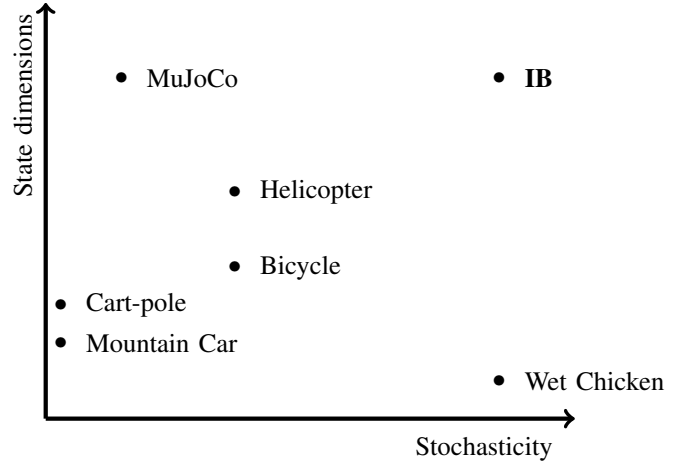 State dimensions
MuJoCo
IB
Helicopter
Bicycle
Cart-pole
Mountain Car
Wet Chicken
Stochasticity